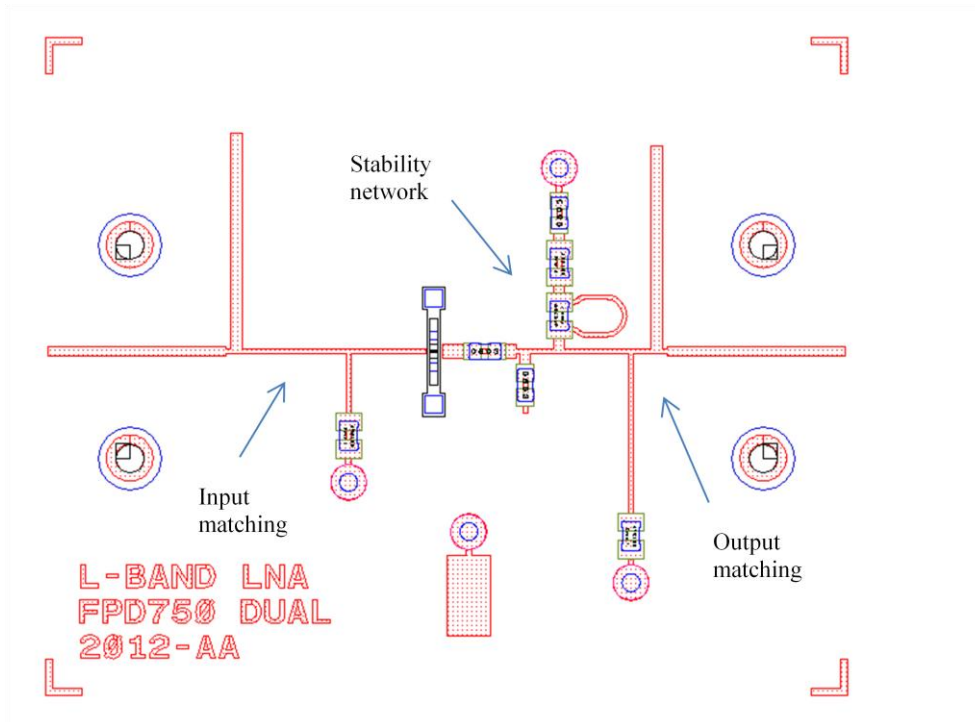 Stability
network
Input
matching
Output
matching
L-BAND LNA
FPD750 DUAL
2012-AA